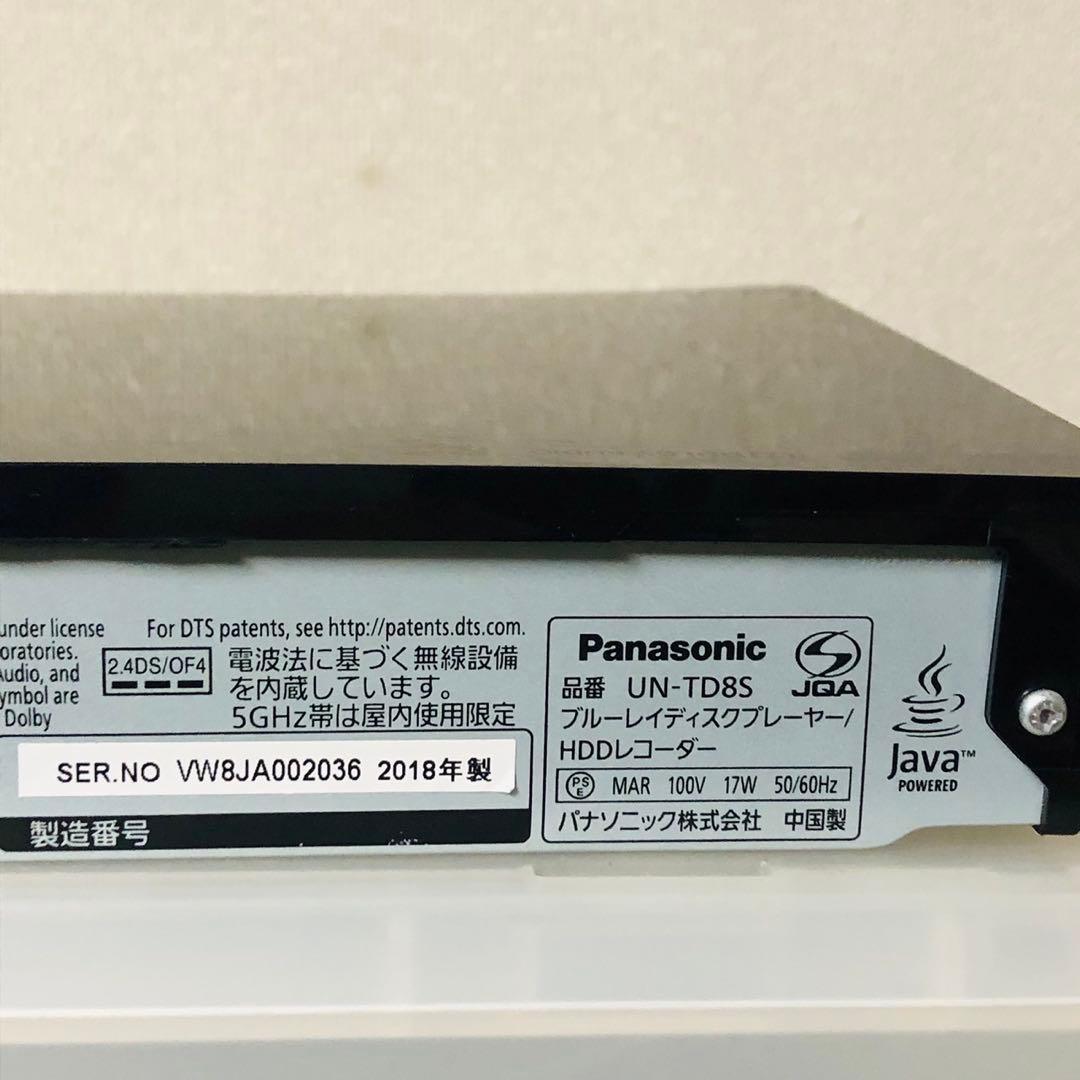 under license
oratories.
Audio, and
ymbol are
Dolby
For DTS patents, see http://patents.dts.com.
2.4DS/OF4
電波法に基づく無線設備
を内蔵しています。
5GHz帯は屋内使用限定
SER.NO VW8JA002036 2018年製
製造番号
Panasonic
JQA
品番 UN-TD8S
ブルーレイディスクプレーヤー/
HDDレコーダー
PSE MAR 100V 17W 50/60Hz
パナソニック株式会社 中国製
Java™
POWERED